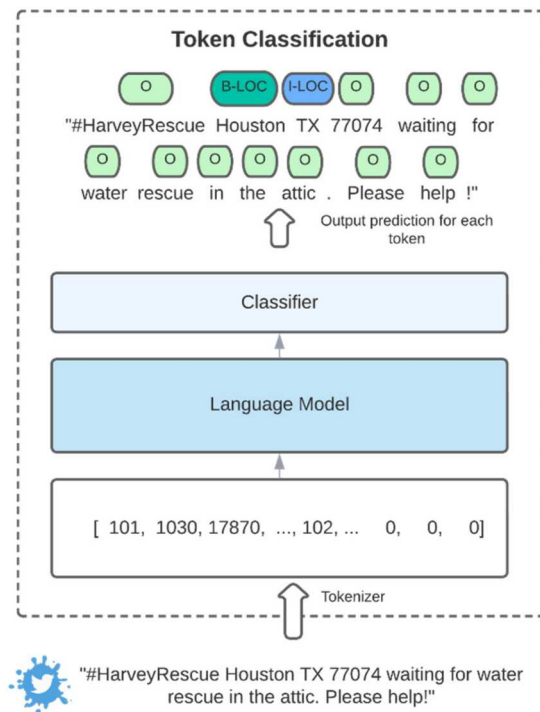 Token Classification
O B-LOC I-LOC O O O
"#HarveyRescue Houston TX 77074 waiting for
O O O O O O O
water rescue in the attic . Please help !"
Output prediction for each
token
Classifier
Language Model
[ 101, 1030, 17870, ..., 102, ... 0, 0, 0]
Tokenizer
"#HarveyRescue Houston TX 77074 waiting for water
rescue in the attic. Please help!"